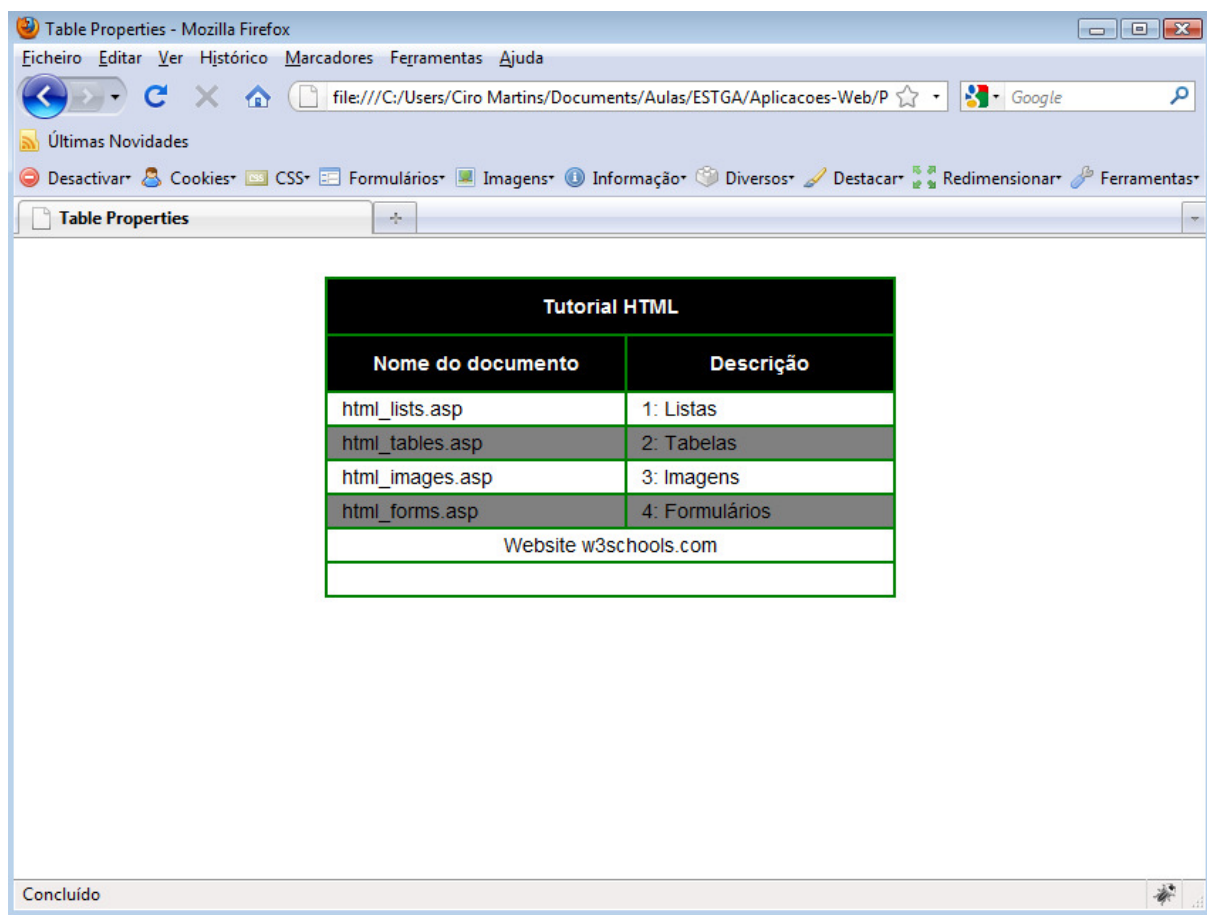 Table Properties - Mozilla Firefox
Ficheiro Editar Ver Histórico Marcadores Ferramentas Ajuda
file:///C:/Users/Ciro Martins/Documents/Aulas/ESTGA/Aplicacoes-Web/P Google
Últimas Novidades
Desactivar Cookies CSS CSS Formulários Imagens Informação Diversos Destacar Redimensionar Ferramentas
Table Properties
Tutorial HTML
Nome do documento Descrição
html_lists.asp 1: Listas
html_tables.asp 2: Tabelas
html_images.asp 3: Imagens
html_forms.asp 4: Formulários
Website w3schools.com
Concluído